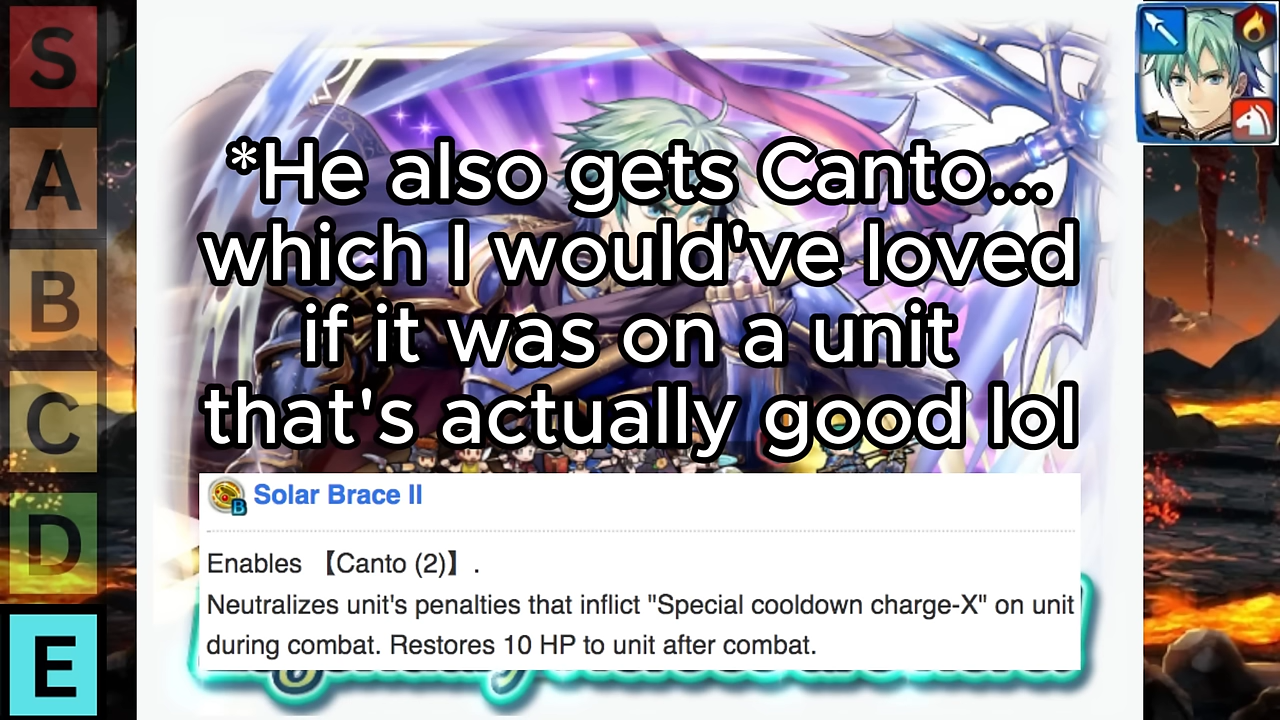 S
A
B
C
D
E
*He also gets Canto...
which I would've loved
if it was on a unit
that's actually good lol
Solar Brace II
B
Enables 【Canto (2)】.
Neutralizes unit's penalties that inflict "Special cooldown charge-X" on unit
during combat. Restores 10 HP to unit after combat.